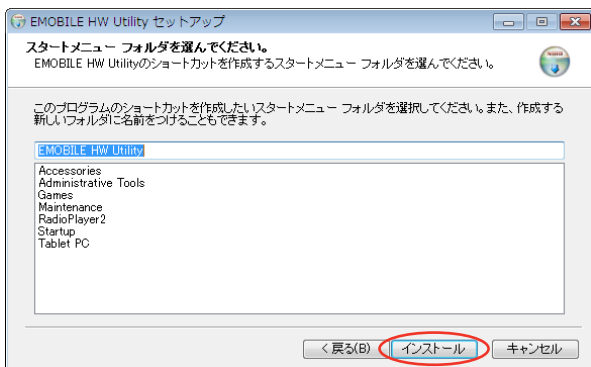 EMOBILE HW Utility セットアップ
スタートメニュー フォルダを選んでください。
EMOBILE HW Utilityのショートカットを作成するスタートメニュー フォルダを選んでください。
このプログラムのショートカットを作成したいスタートメニュー フォルダを選択してください。また、作成する
新しいフォルダに名前をつけることもできます。
EMOBILE HW Utility
Accessories
Administrative Tools
Games
Maintenance
RadioPlayer2
Startup
Tablet PC
< 戻る(B) インストール キャンセル